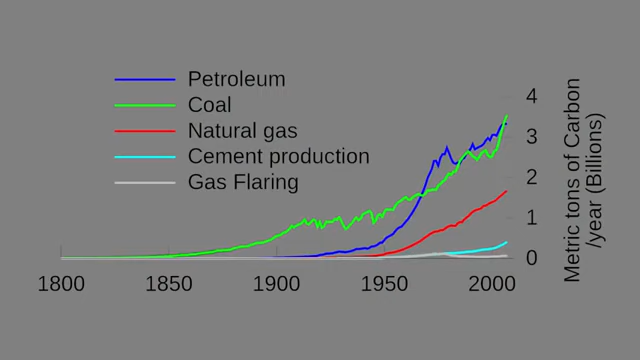 Petroleum
Coal
Natural gas
Cement production
Gas Flaring
4
3
2
1
0
Metric tons of Carbon
/year (Billions)
1800 1850 1900 1950 2000